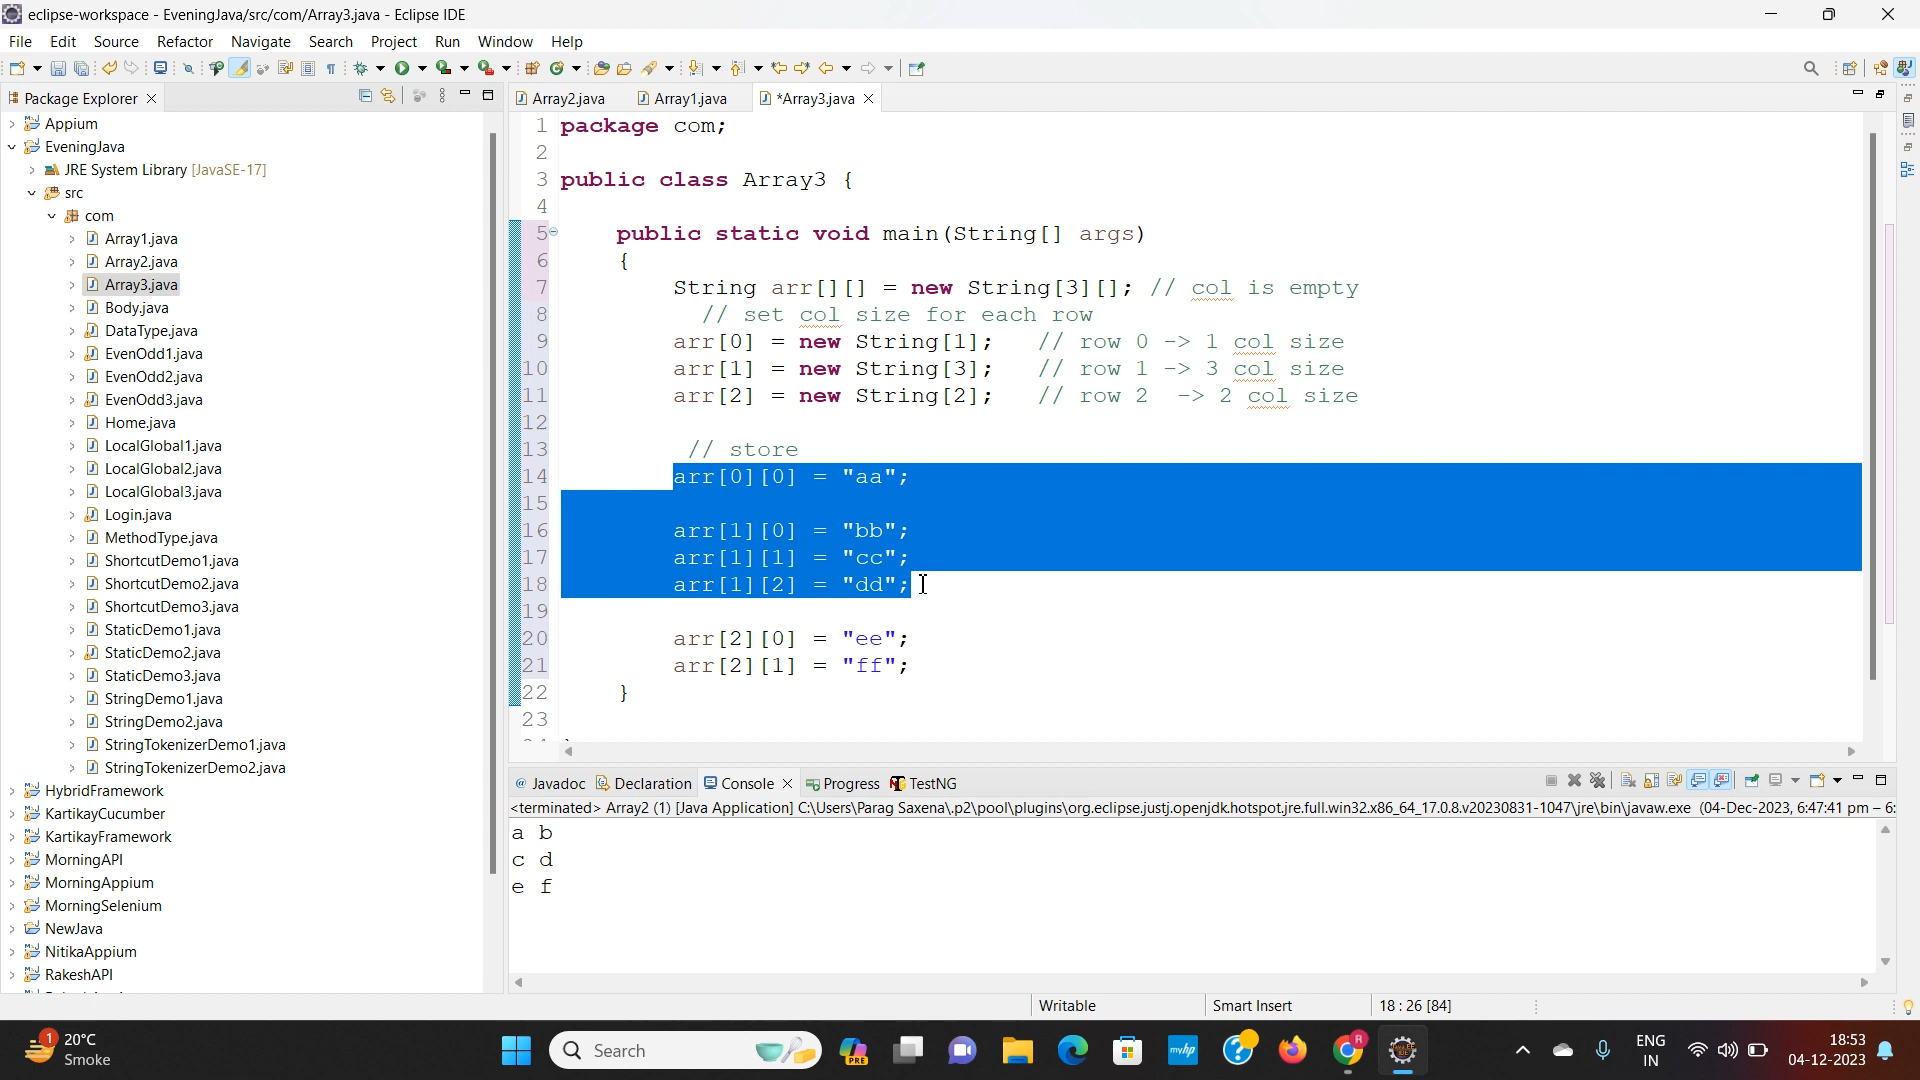 eclipse-workspace - EveningJava/src/com/Array3.java - Eclipse IDE
File Edit Source Refactor Navigate Search Project Run Window Help
Package Explorer
Array2.java Array1.java *Array3.java
Appium
EveningJava
JRE System Library [JavaSE-17]
src
com
Array1.java
Array2.java
Array3.java
Body.java
DataType.java
EvenOdd1.java
EvenOdd2.java
EvenOdd3.java
Home.java
LocalGlobal1.java
LocalGlobal2.java
LocalGlobal3.java
Login.java
MethodType.java
ShortcutDemo1.java
ShortcutDemo2.java
ShortcutDemo3.java
StaticDemo1.java
StaticDemo2.java
StaticDemo3.java
StringDemo1.java
StringDemo2.java
StringTokenizerDemo1.java
StringTokenizerDemo2.java
HybridFramework
KartikayCucumber
KartikayFramework
MorningAPI
MorningAppium
MorningSelenium
NewJava
NitikaAppium
RakeshAPI
1 package com;
2
3 public class Array3 {
4
5 public static void main(String[] args)
6 {
7 String arr[][] = new String[3][]; // col is empty
8 // set col size for each row
9 arr[0] = new String[1]; // row 0 -> 1 col size
10 arr[1] = new String[3]; // row 1 -> 3 col size
11 arr[2] = new String[2]; // row 2 -> 2 col size
12
13 // store
14 arr[0][0] = "aa";
15
16 arr[1][0] = "bb";
17 arr[1][1] = "cc";
18 arr[1][2] = "dd";
19
20 arr[2][0] = "ee";
21 arr[2][1] = "ff";
22 }
23
Javadoc Declaration Console Progress TestNG
<terminated> Array2 (1) [Java Application] C:\Users\Parag Saxena\.p2\pool\plugins\org.eclipse.justj.openjdk.hotspot.jre.full.win32.x86_64_17.0.8.v20230831-1047\jre\bin\javaw.exe (04-Dec-2023, 6:47:41 pm – 6:
a b
c d
e f
Writable Smart Insert 18 : 26 [84]
1
20°C
Smoke
Search
PRE
myhp
R
ENG
IN
18:53
04-12-2023